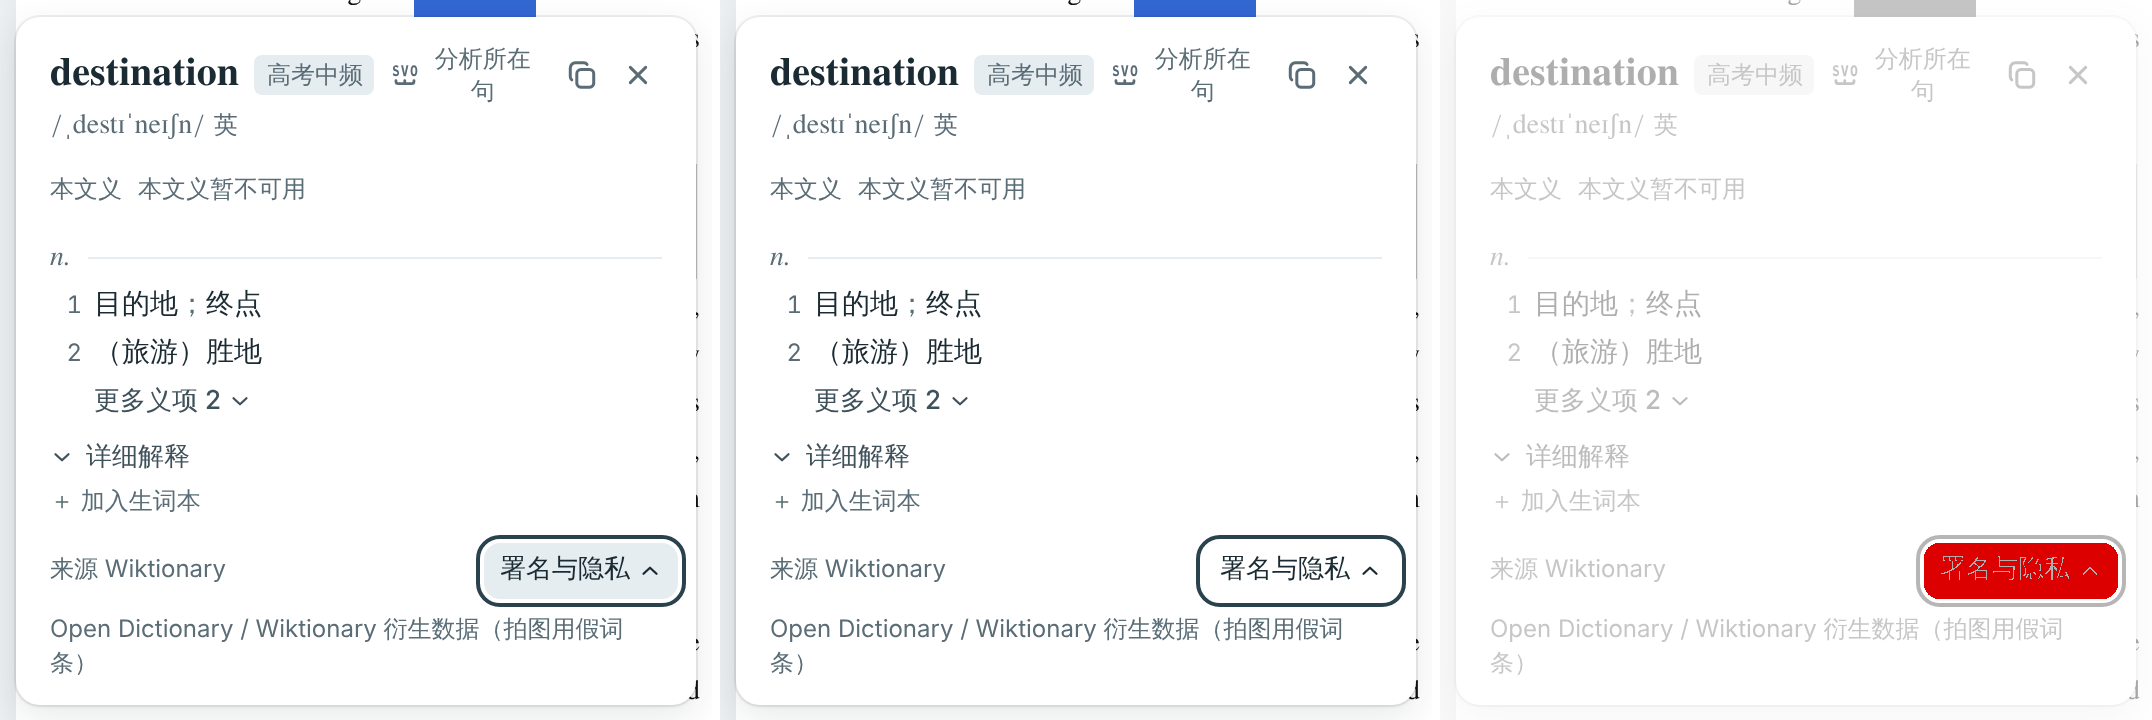 destination 高考中频 SVO 分析所在句
/ˌdestɪˈneɪʃn/ 英
本文义 本文义暂不可用
n.
1 目的地；终点
2 （旅游）胜地
更多义项 2
详细解释
+ 加入生词本
来源 Wiktionary 署名与隐私
Open Dictionary / Wiktionary 衍生数据（拍图用假词
条）
destination 高考中频 SVO 分析所在句
/ˌdestɪˈneɪʃn/ 英
本文义 本文义暂不可用
n.
1 目的地；终点
2 （旅游）胜地
更多义项 2
详细解释
+ 加入生词本
来源 Wiktionary 署名与隐私
Open Dictionary / Wiktionary 衍生数据（拍图用假词
条）
destination 高考中频 SVO 分析所在句
/ˌdestɪˈneɪʃn/ 英
本文义 本文义暂不可用
n.
1 目的地；终点
2 （旅游）胜地
更多义项 2
详细解释
+ 加入生词本
来源 Wiktionary 署名与隐私
Open Dictionary / Wiktionary 衍生数据（拍图用假词
条）